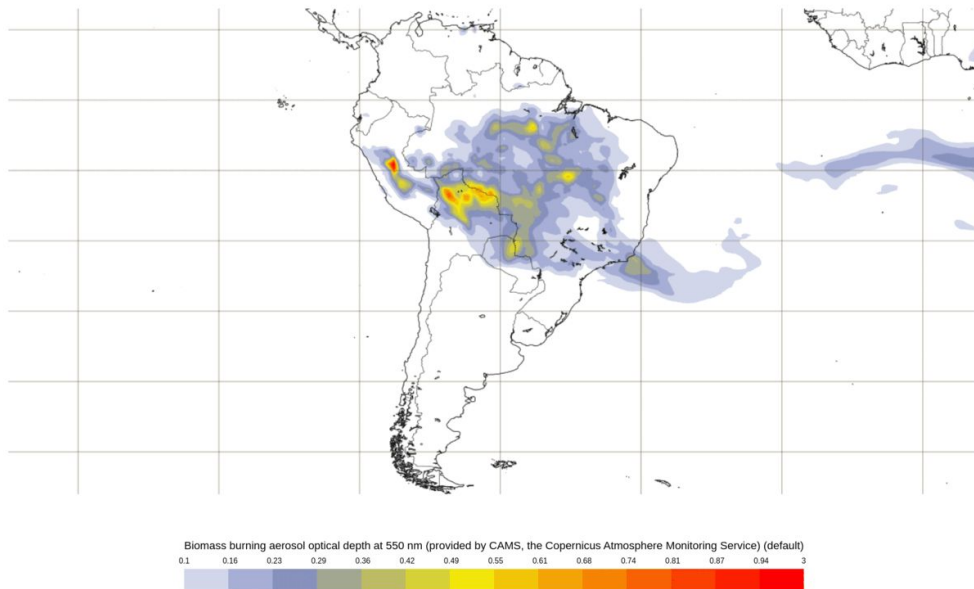 Biomass burning aerosol optical depth at 550 nm (provided by CAMS, the Copernicus Atmosphere Monitoring Service) (default)
0.1 0.16 0.23 0.29 0.36 0.42 0.49 0.55 0.61 0.68 0.74 0.81 0.87 0.94 3